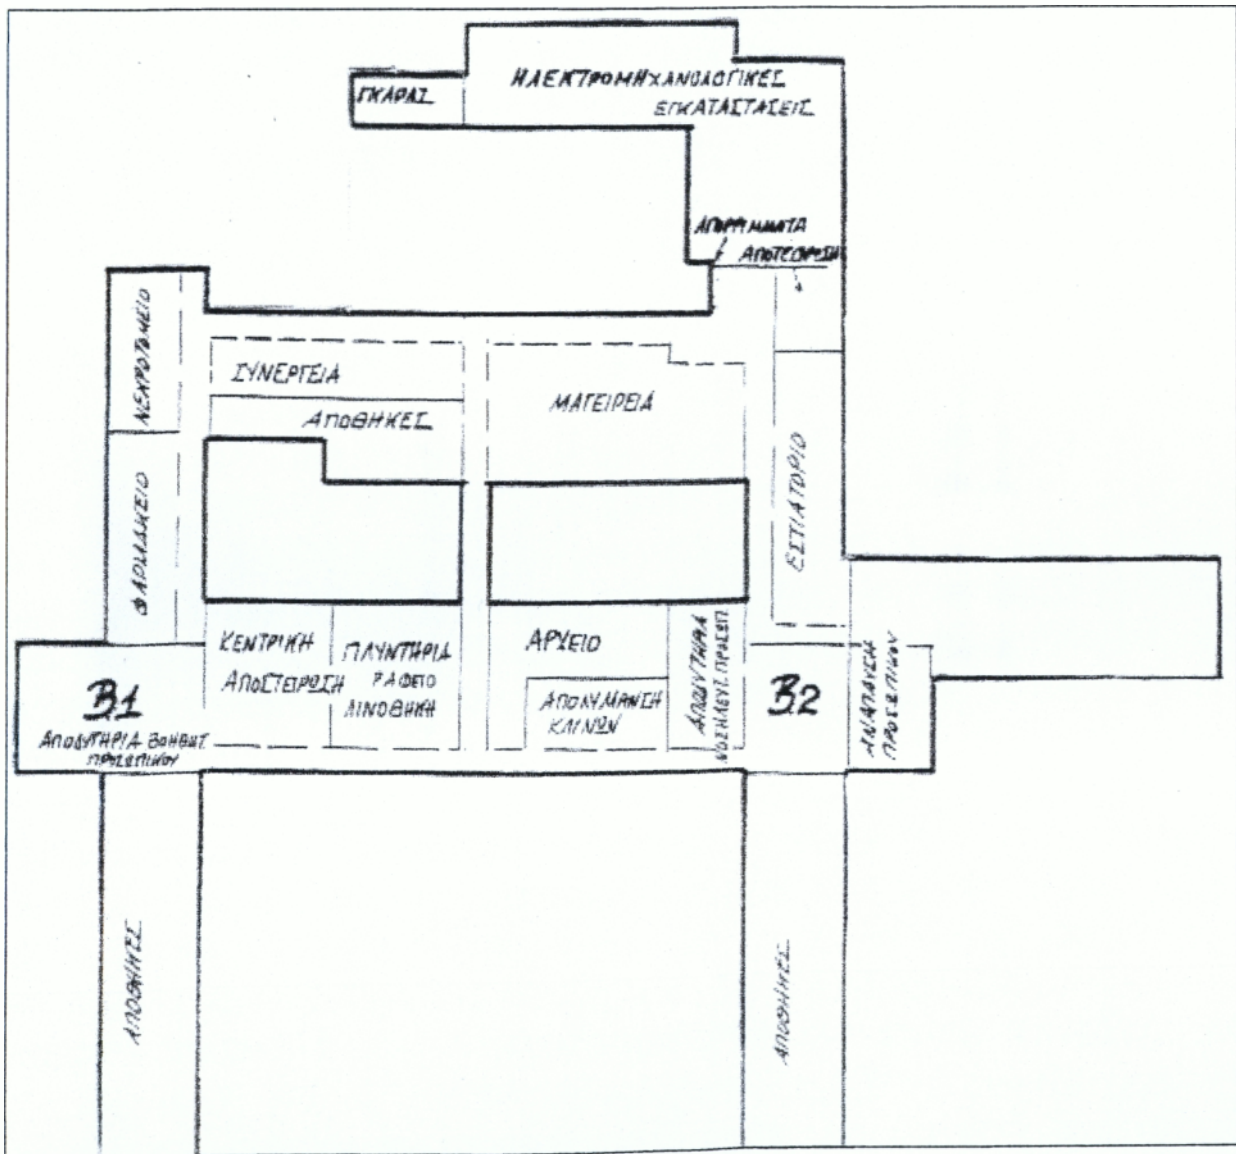 ΗΛΕΚΤΡΟΜΗΧΑΝΟΛΟΓΙΚΕΣ
ΕΓΚΑΤΑΣΤΑΣΕΙΣ
ΓΚΑΡΑΖ
ΑΠΟΡΡΙΜΜΑΤΑ
ΑΠΟΤΕΦΡΩΣΗ
ΝΕΚΡΟΤΟΜΕΙΟ
ΣΥΝΕΡΓΕΙΑ
ΑΠΟΘΗΚΕΣ
ΜΑΓΕΙΡΕΙΑ
ΕΣΤΙΑΤΟΡΙΟ
ΦΑΡΜΑΚΕΙΟ
ΚΕΝΤΡΙΚΗ
ΑΠΟΣΤΕΙΡΩΣΗ
ΠΛΥΝΤΗΡΙΑ
ΡΑΦΕΙΟ
ΛΙΝΟΘΗΚΗ
ΑΡΧΕΙΟ
ΑΠΟΛΥΜΑΝΣΗ
ΚΛΙΝΩΝ
ΑΠΟΔΥΤΗΡΙΑ
ΝΟΣΗΛΕΥΤ. ΠΡΟΣΩΠ.
Β1
ΑΠΟΔΥΤΗΡΙΑ ΒΟΗΘΗΤ.
ΠΡΟΣΩΠΙΚΟΥ
Β2
ΑΝΑΠΑΥΣΗ
ΠΡΟΣΩΠΙΚΟΥ
ΑΠΟΘΗΚΕΣ
ΑΠΟΘΗΚΕΣ